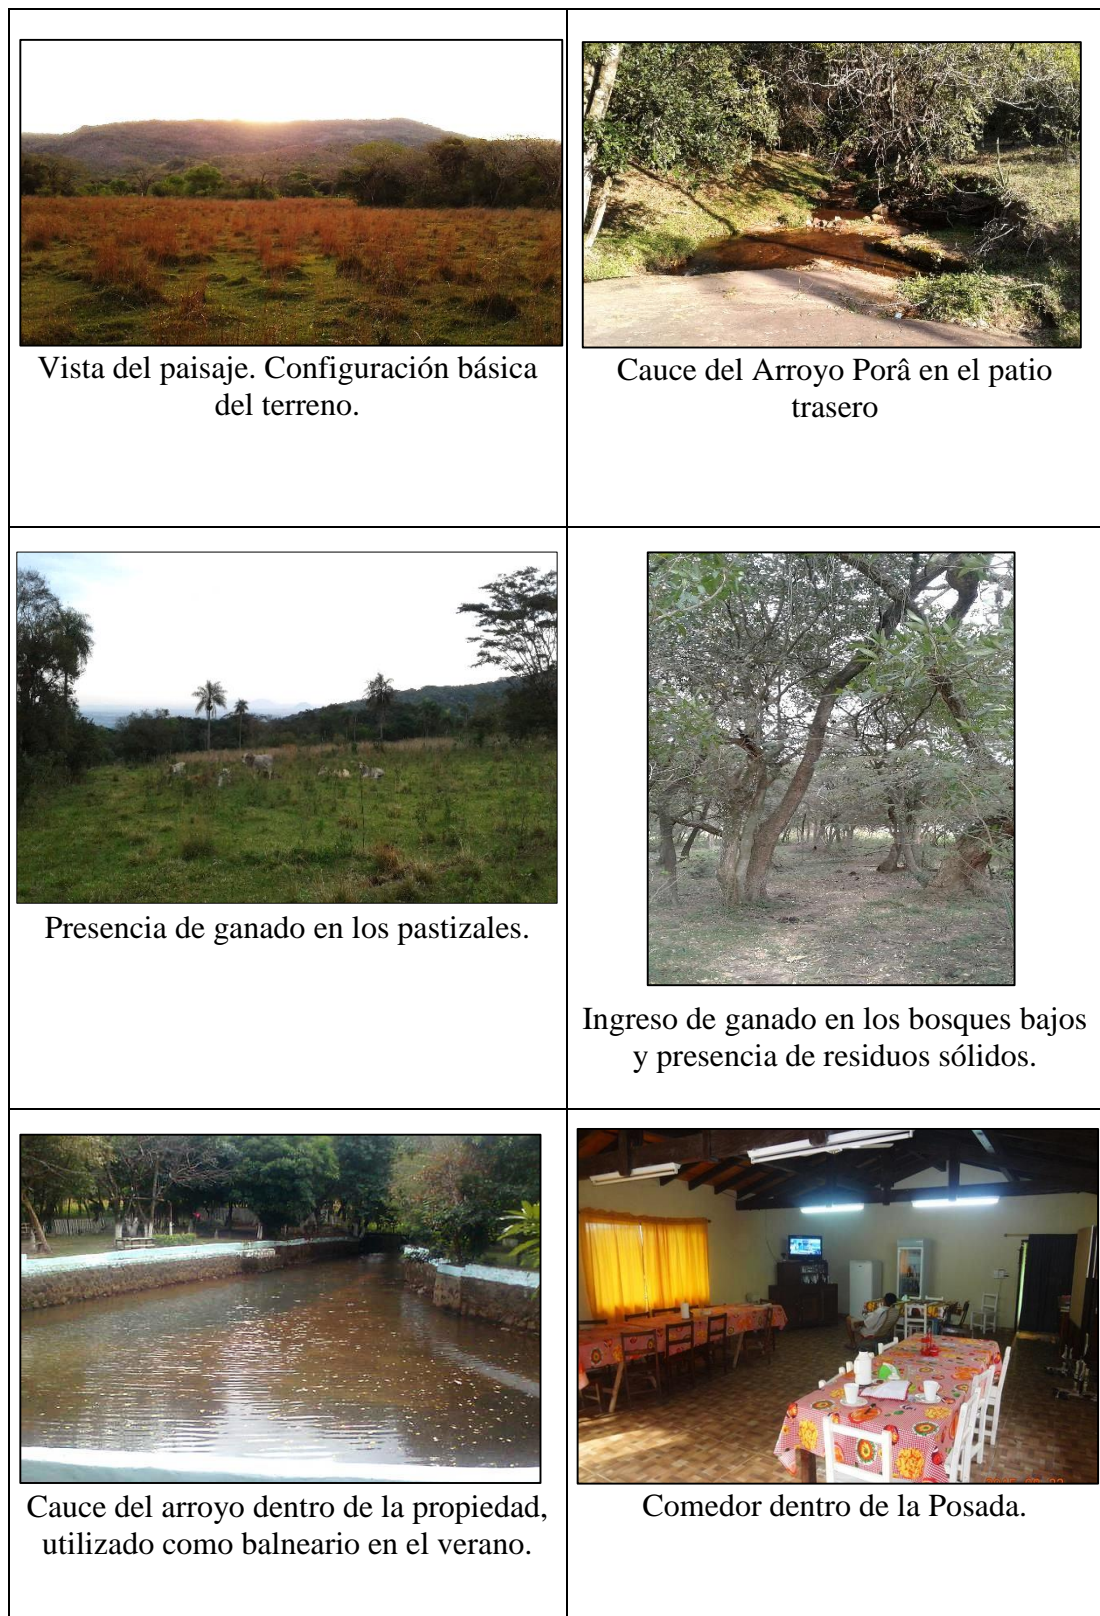 Vista del paisaje. Configuración básica
del terreno.
Cauce del Arroyo Porâ en el patio
trasero
Presencia de ganado en los pastizales.
Ingreso de ganado en los bosques bajos
y presencia de residuos sólidos.
Cauce del arroyo dentro de la propiedad,
utilizado como balneario en el verano.
Comedor dentro de la Posada.